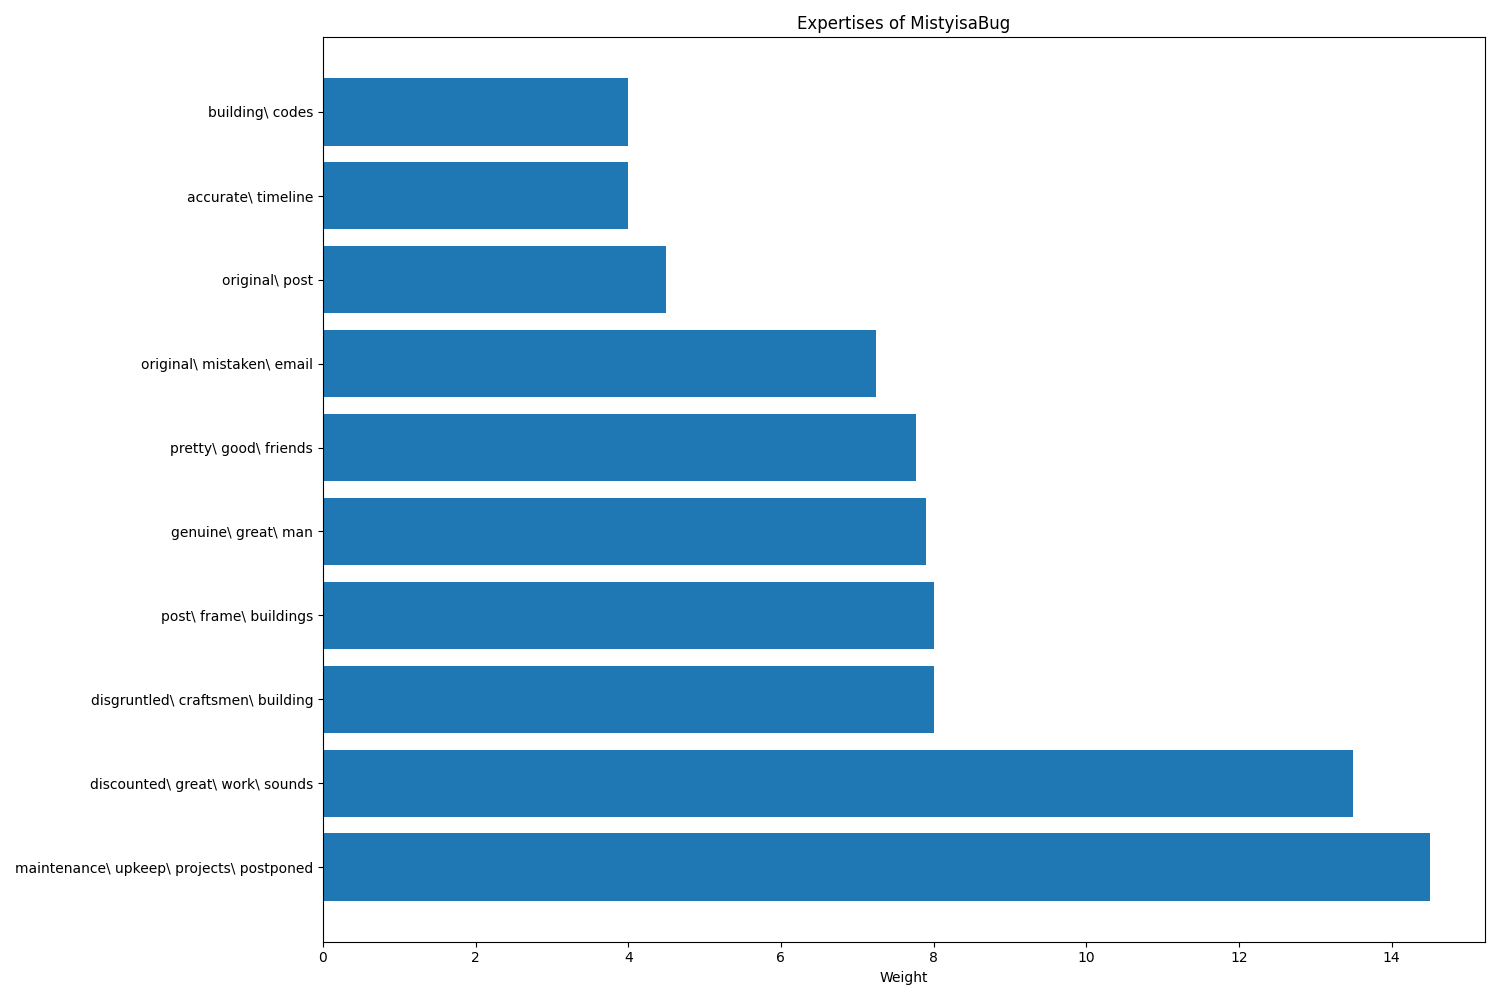 Expertises of MistyisaBug
building\ codes
accurate\ timeline
original\ post
original\ mistaken\ email
pretty\ good\ friends
genuine\ great\ man
post\ frame\ buildings
disgruntled\ craftsmen\ building
discounted\ great\ work\ sounds
maintenance\ upkeep\ projects\ postponed
0 2 4 6 8 10 12 14
Weight